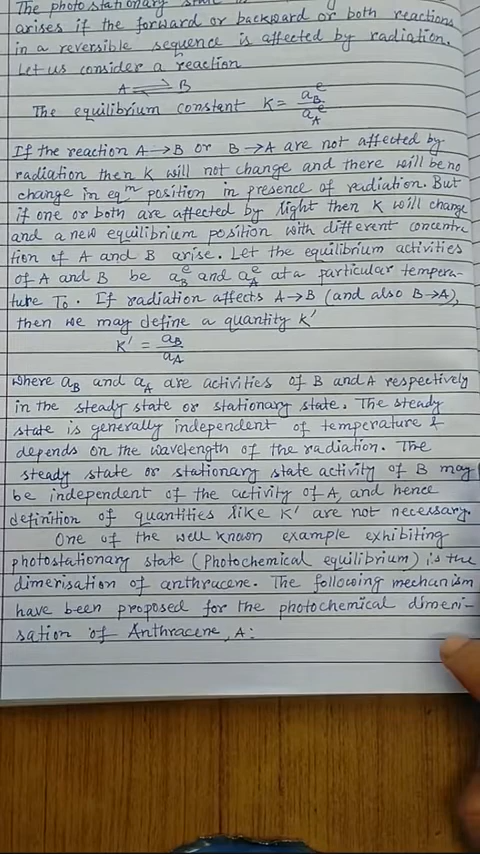 The photostationary state
arises if the forward or backward or both reactions
in a reversible sequence is affected by radiation.
Let us consider a reaction
A ⇌ B
The equilibrium constant K = a_B^e / a_A^e
If the reaction A → B or B → A are not affected by
radiation then K will not change and there will be no
change in eq^m position in presence of radiation. But
if one or both are affected by light then K will change
and a new equilibrium position with different concentra
tion of A and B arise. Let the equilibrium activities
of A and B be a_B^e and a_A^e at a particular tempera-
ture T₀. If radiation affects A → B (and also B → A),
then we may define a quantity K'
K' = a_B / a_A
where a_B and a_A are activities of B and A respectively
in the steady state or stationary state. The steady
state is generally independent of temperature &
depends on the wavelength of the radiation. The
steady state or stationary state activity of B may
be independent of the activity of A, and hence
definition of quantities like K' are not necessary.
One of the well known example exhibiting
photostationary state (Photochemical equilibrium) is the
dimerisation of anthracene. The following mechanism
have been proposed for the photochemical dimeri-
sation of Anthracene, A: